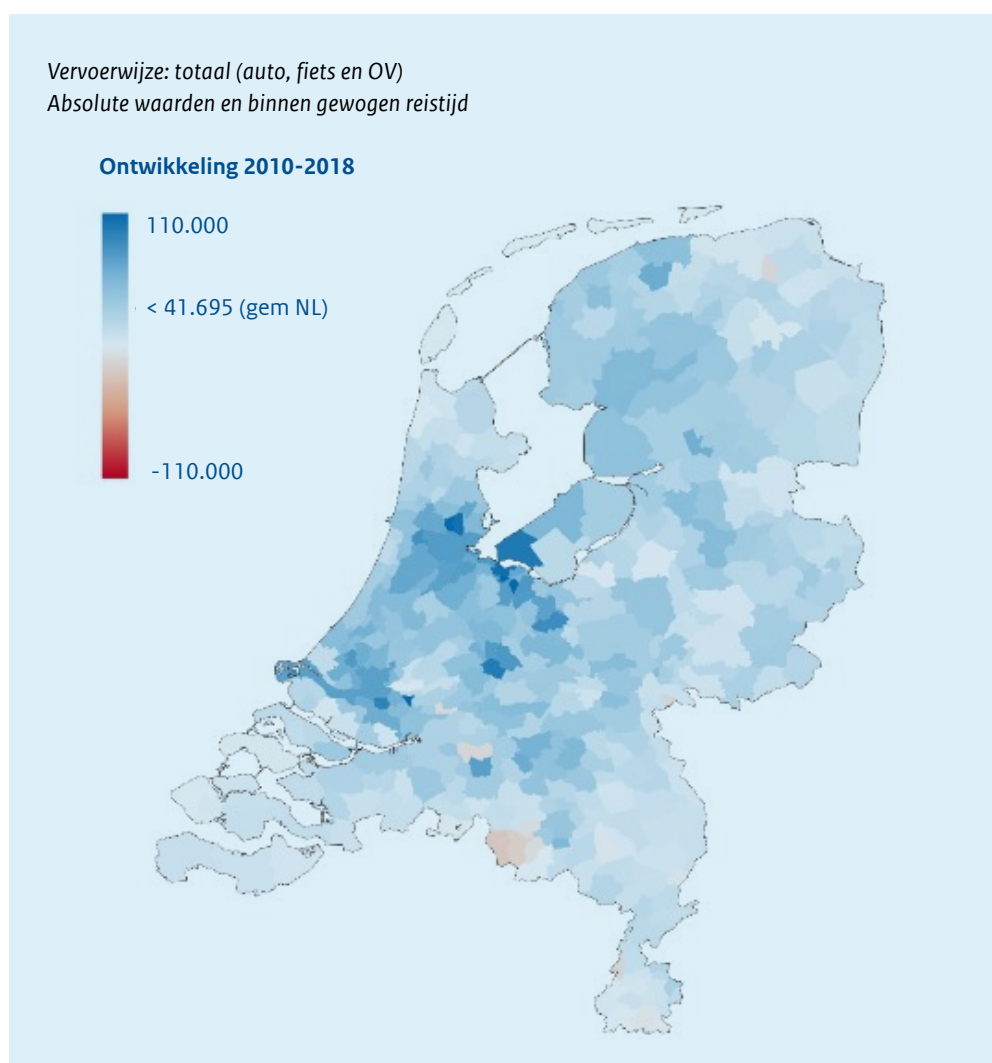 Vervoerwijze: totaal (auto, fiets en OV)
Absolute waarden en binnen gewogen reistijd
Ontwikkeling 2010-2018
110.000
< 41.695 (gem NL)
-110.000